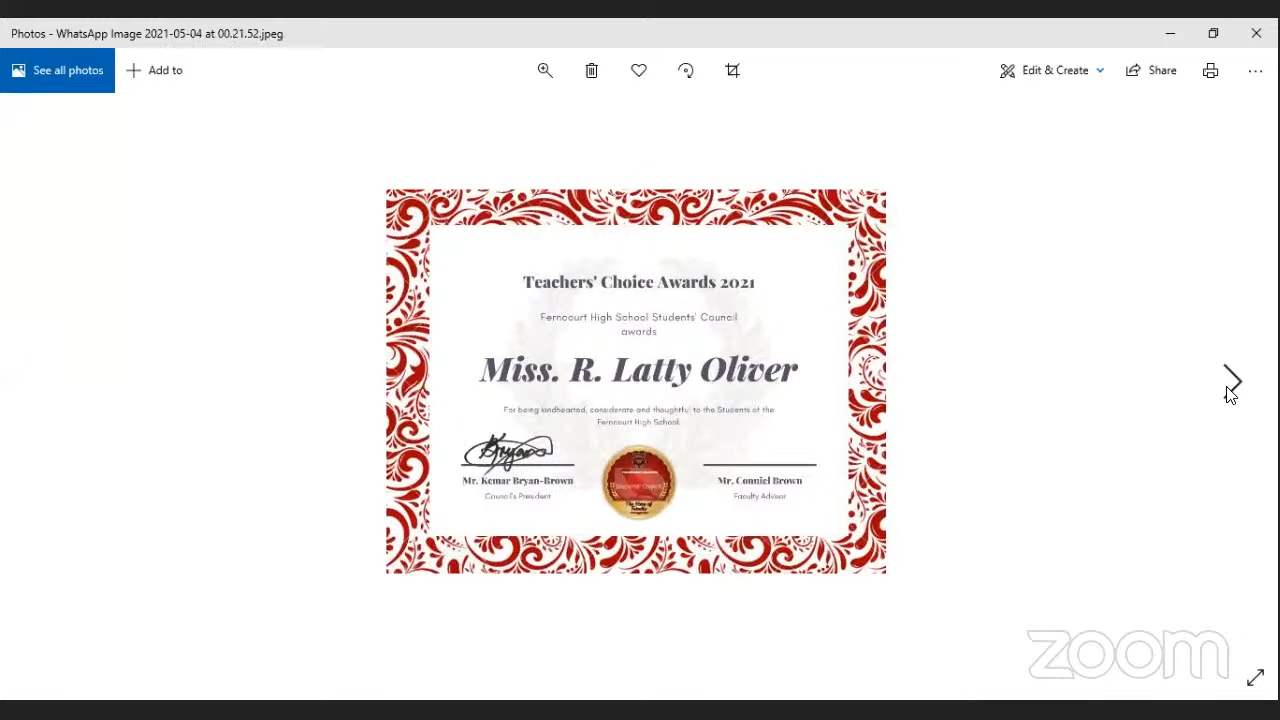 Photos - WhatsApp Image 2021-05-04 at 00.21.52.jpeg
See all photos
Add to
Edit & Create
Share
Teachers' Choice Awards 2021
Ferncourt High School Students' Council
awards
Miss. R. Latty Oliver
For being kindhearted, considerate and thoughtful to the Students of the
Ferncourt High School.
Mr. Kemar Bryan-Brown
Council's President
Mr. Conniel Brown
Faculty Advisor
zoom